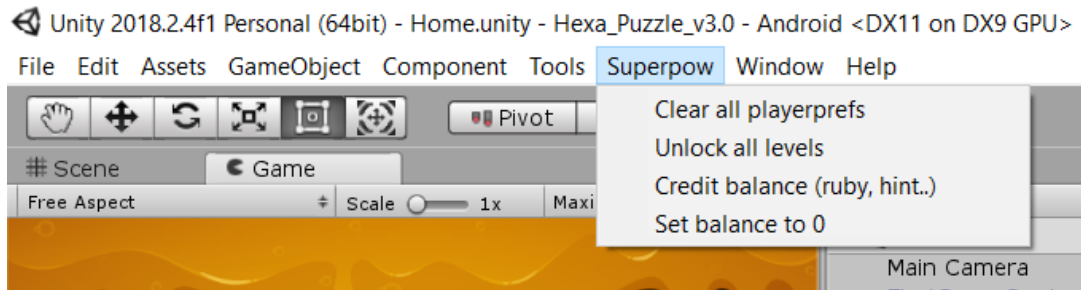 Unity 2018.2.4f1 Personal (64bit) - Home.unity - Hexa_Puzzle_v3.0 - Android <DX11 on DX9 GPU>
File Edit Assets GameObject Component Tools Superpow Window Help
Pivot
Clear all playerprefs
Unlock all levels
Credit balance (ruby, hint..)
Set balance to 0
Scene Game
Free Aspect Scale 1x Maxi
Main Camera